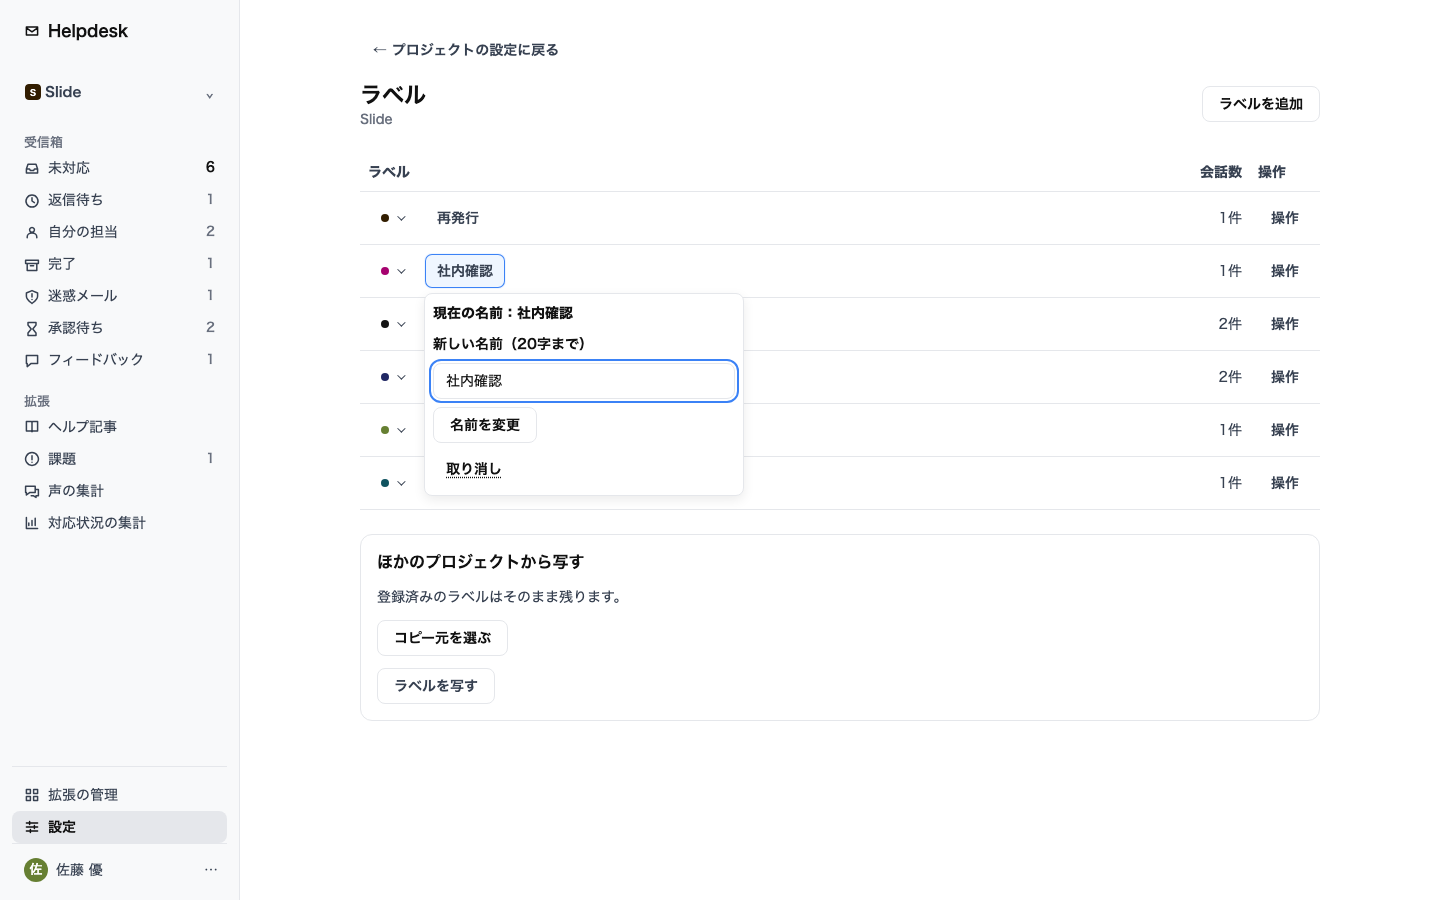 Helpdesk
S Slide
受信箱
未対応 6
返信待ち 1
自分の担当 2
完了 1
迷惑メール 1
承認待ち 2
フィードバック 1
拡張
ヘルプ記事
課題 1
声の集計
対応状況の集計
拡張の管理
設定
佐 佐藤 優 …
← プロジェクトの設定に戻る
ラベル
Slide
ラベルを追加
ラベル 会話数 操作
再発行 1件 操作
社内確認 1件 操作
2件 操作
2件 操作
1件 操作
1件 操作
現在の名前：社内確認
新しい名前（20字まで）
社内確認
名前を変更
取り消し
ほかのプロジェクトから写す
登録済みのラベルはそのまま残ります。
コピー元を選ぶ
ラベルを写す